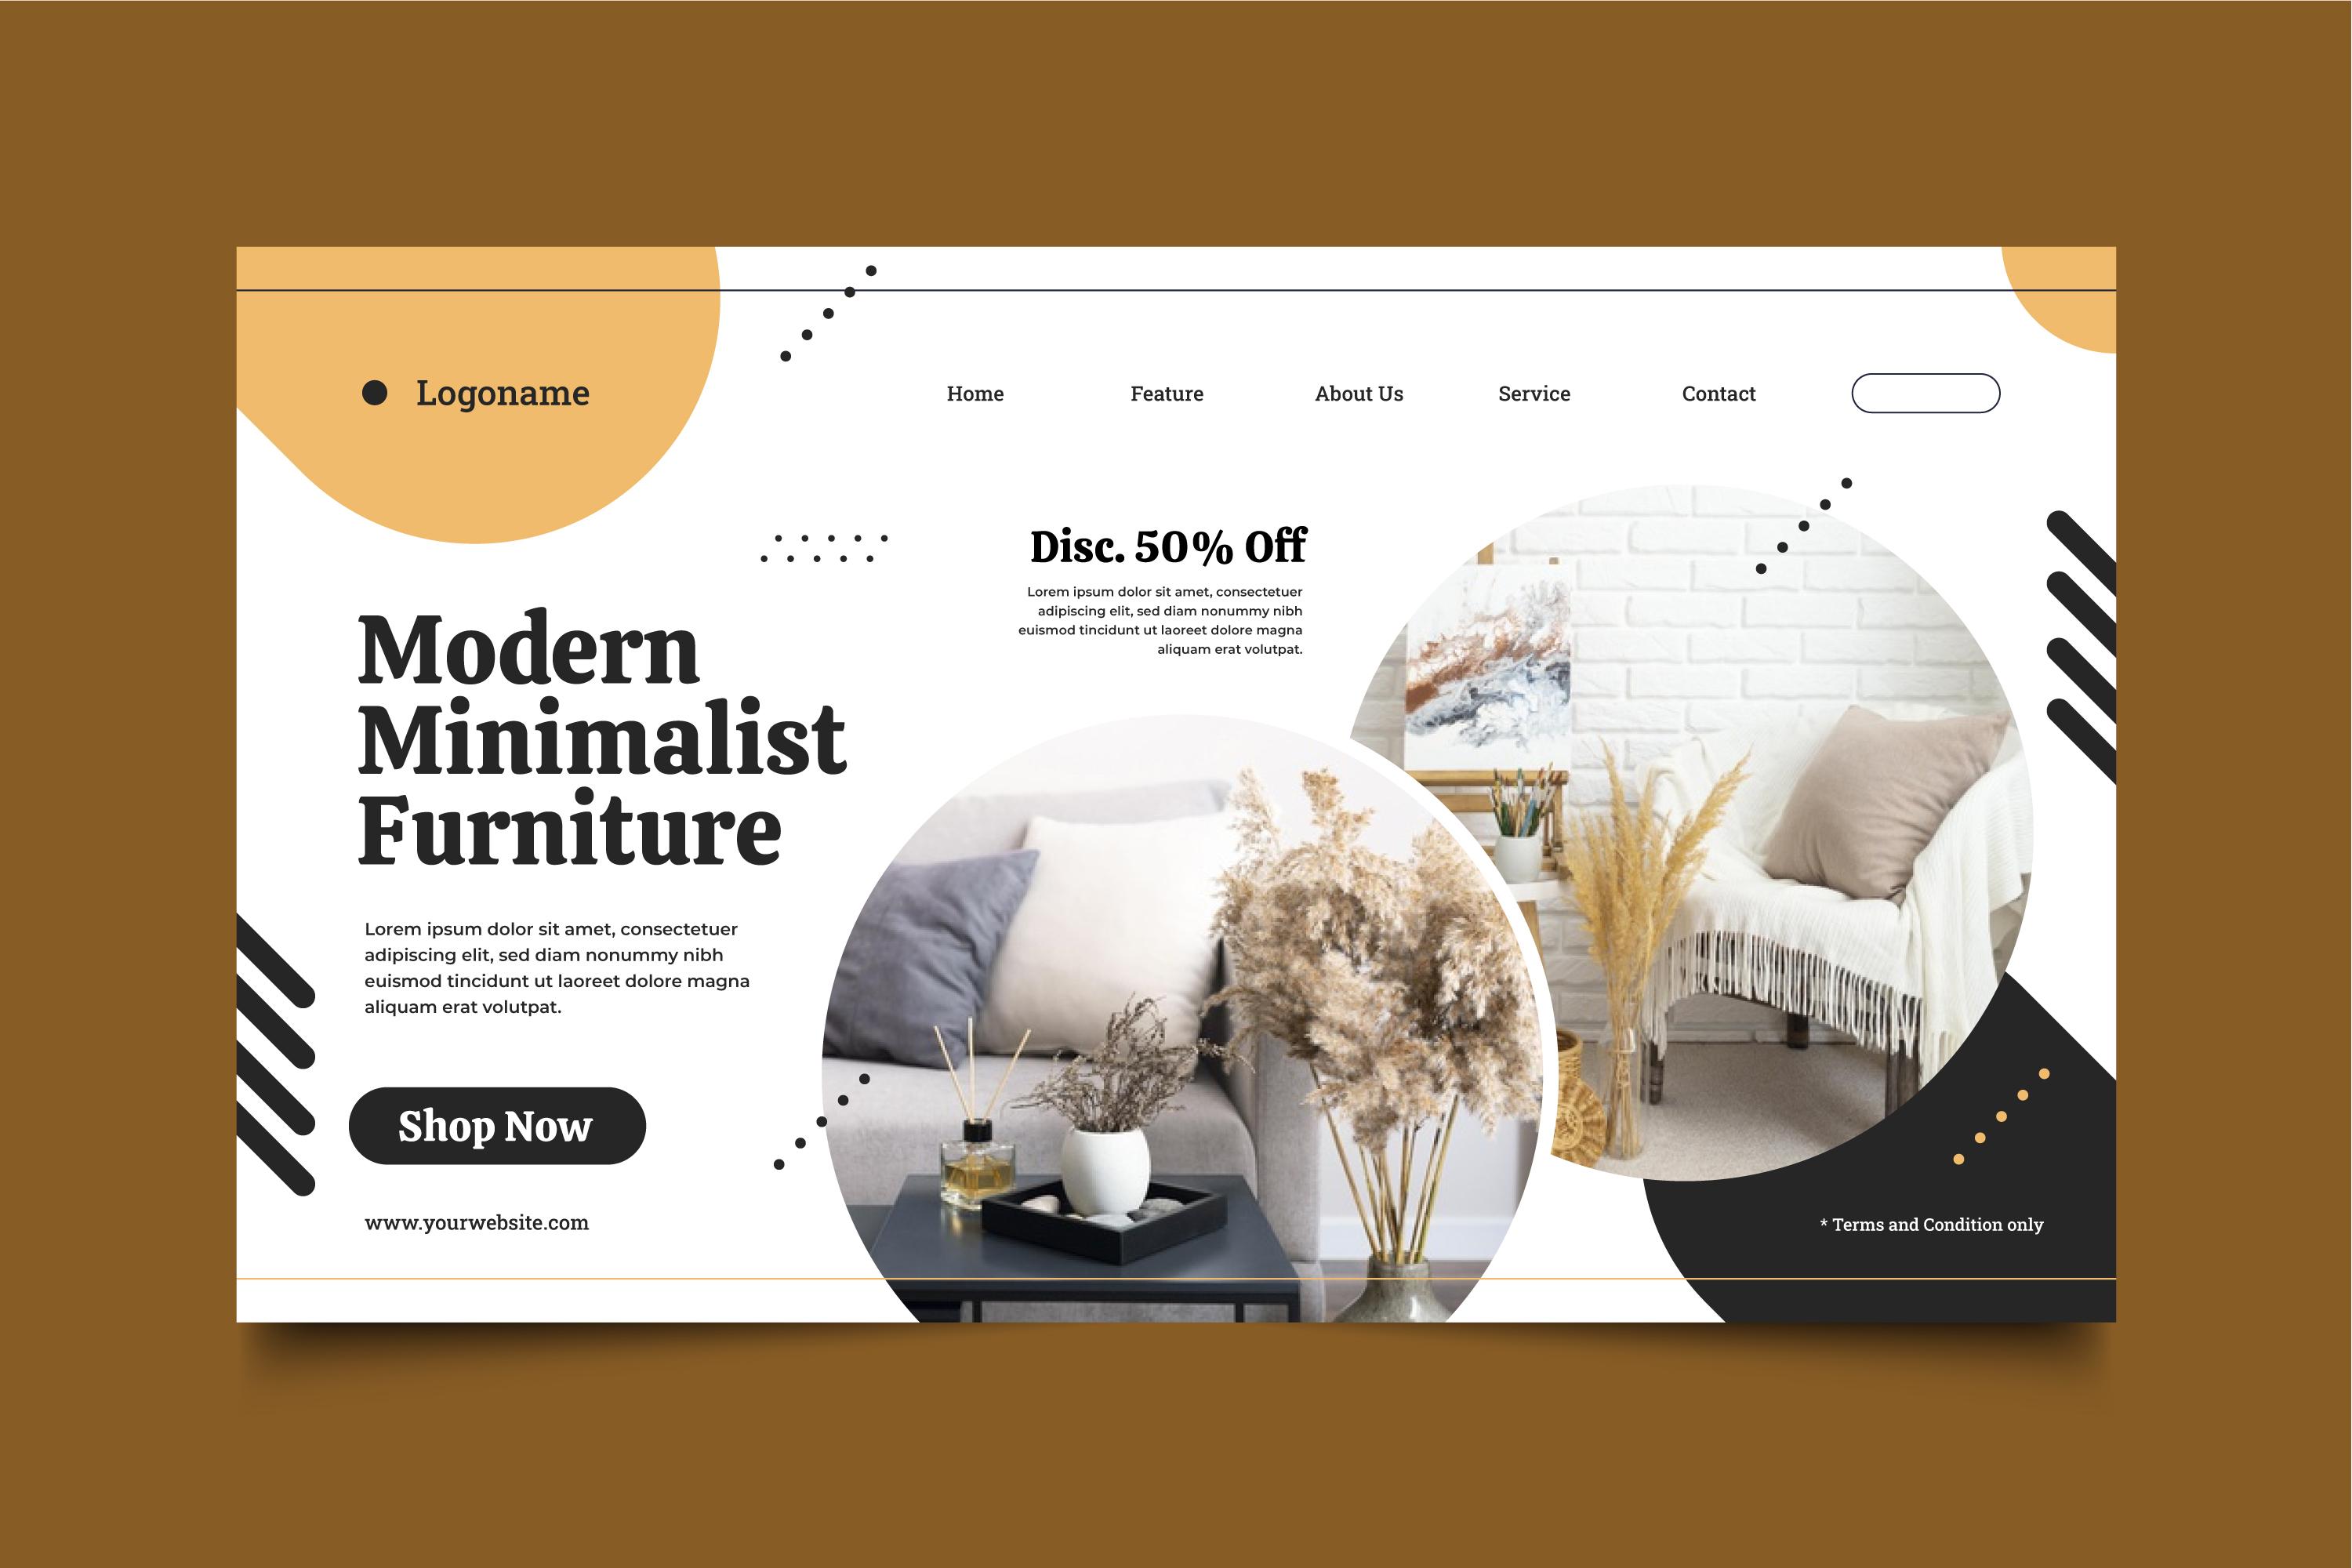 Logoname
Home
Feature
About Us
Service
Contact
Disc. 50% Off
Lorem ipsum dolor sit amet, consectetuer
adipiscing elit, sed diam nonummy nibh
euismod tincidunt ut laoreet dolore magna
aliquam erat volutpat.
Modern
Minimalist
Furniture
Lorem ipsum dolor sit amet, consectetuer
adipiscing elit, sed diam nonummy nibh
euismod tincidunt ut laoreet dolore magna
aliquam erat volutpat.
Shop Now
www.yourwebsite.com
* Terms and Condition only